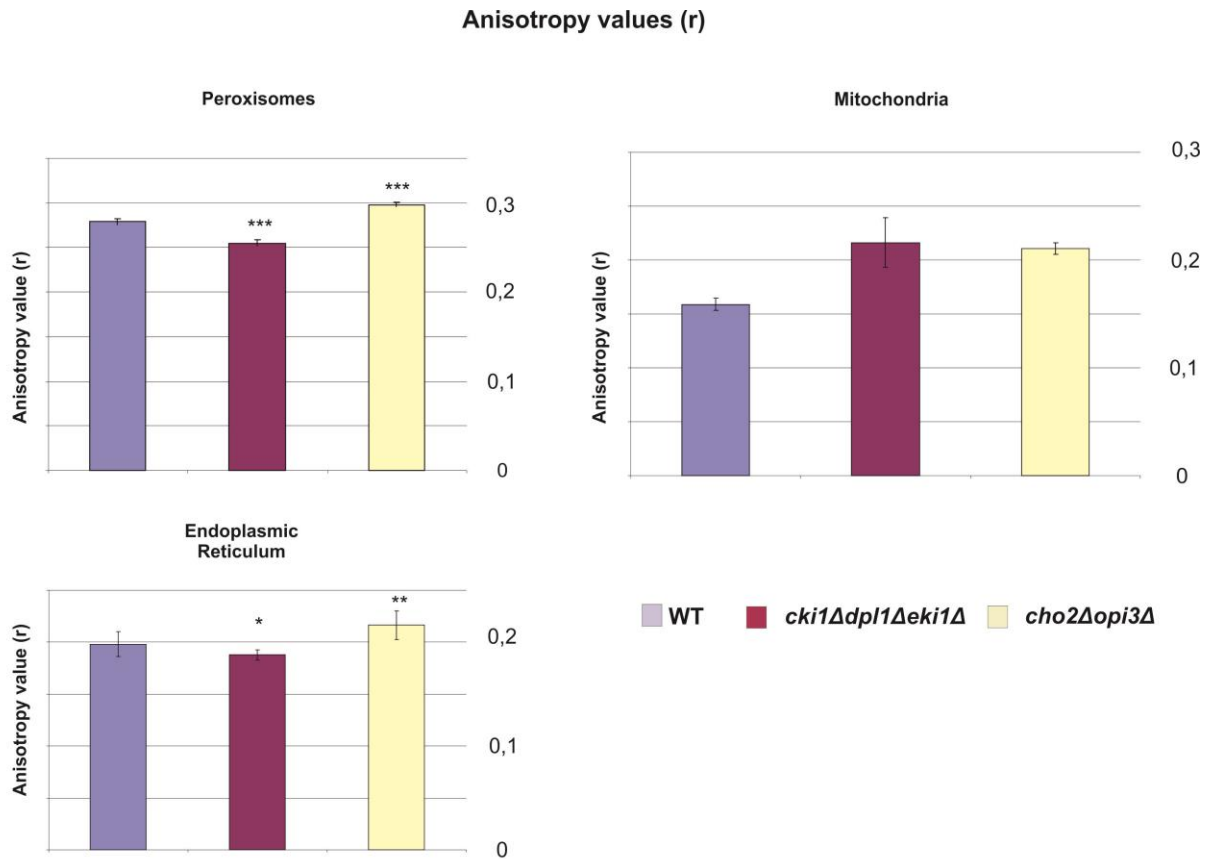 Anisotropy values (r)
Peroxisomes
Anisotropy value (r)
***
***
0,3
0,2
0,1
0
Mitochondria
Anisotropy value (r)
0,3
0,2
0,1
0
Endoplasmic
Reticulum
Anisotropy value (r)
*
**
0,2
0,1
0
WT
cki1Δdpl1Δeki1Δ
cho2Δopi3Δ